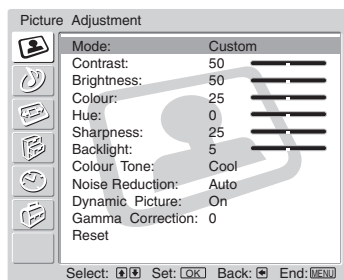 Picture Adjustment
Mode: Custom
Contrast: 50
Brightness: 50
Colour: 25
Hue: 0
Sharpness: 25
Backlight: 5
Colour Tone: Cool
Noise Reduction: Auto
Dynamic Picture: On
Gamma Correction: 0
Reset
Select: Set: OK Back: End: MENU